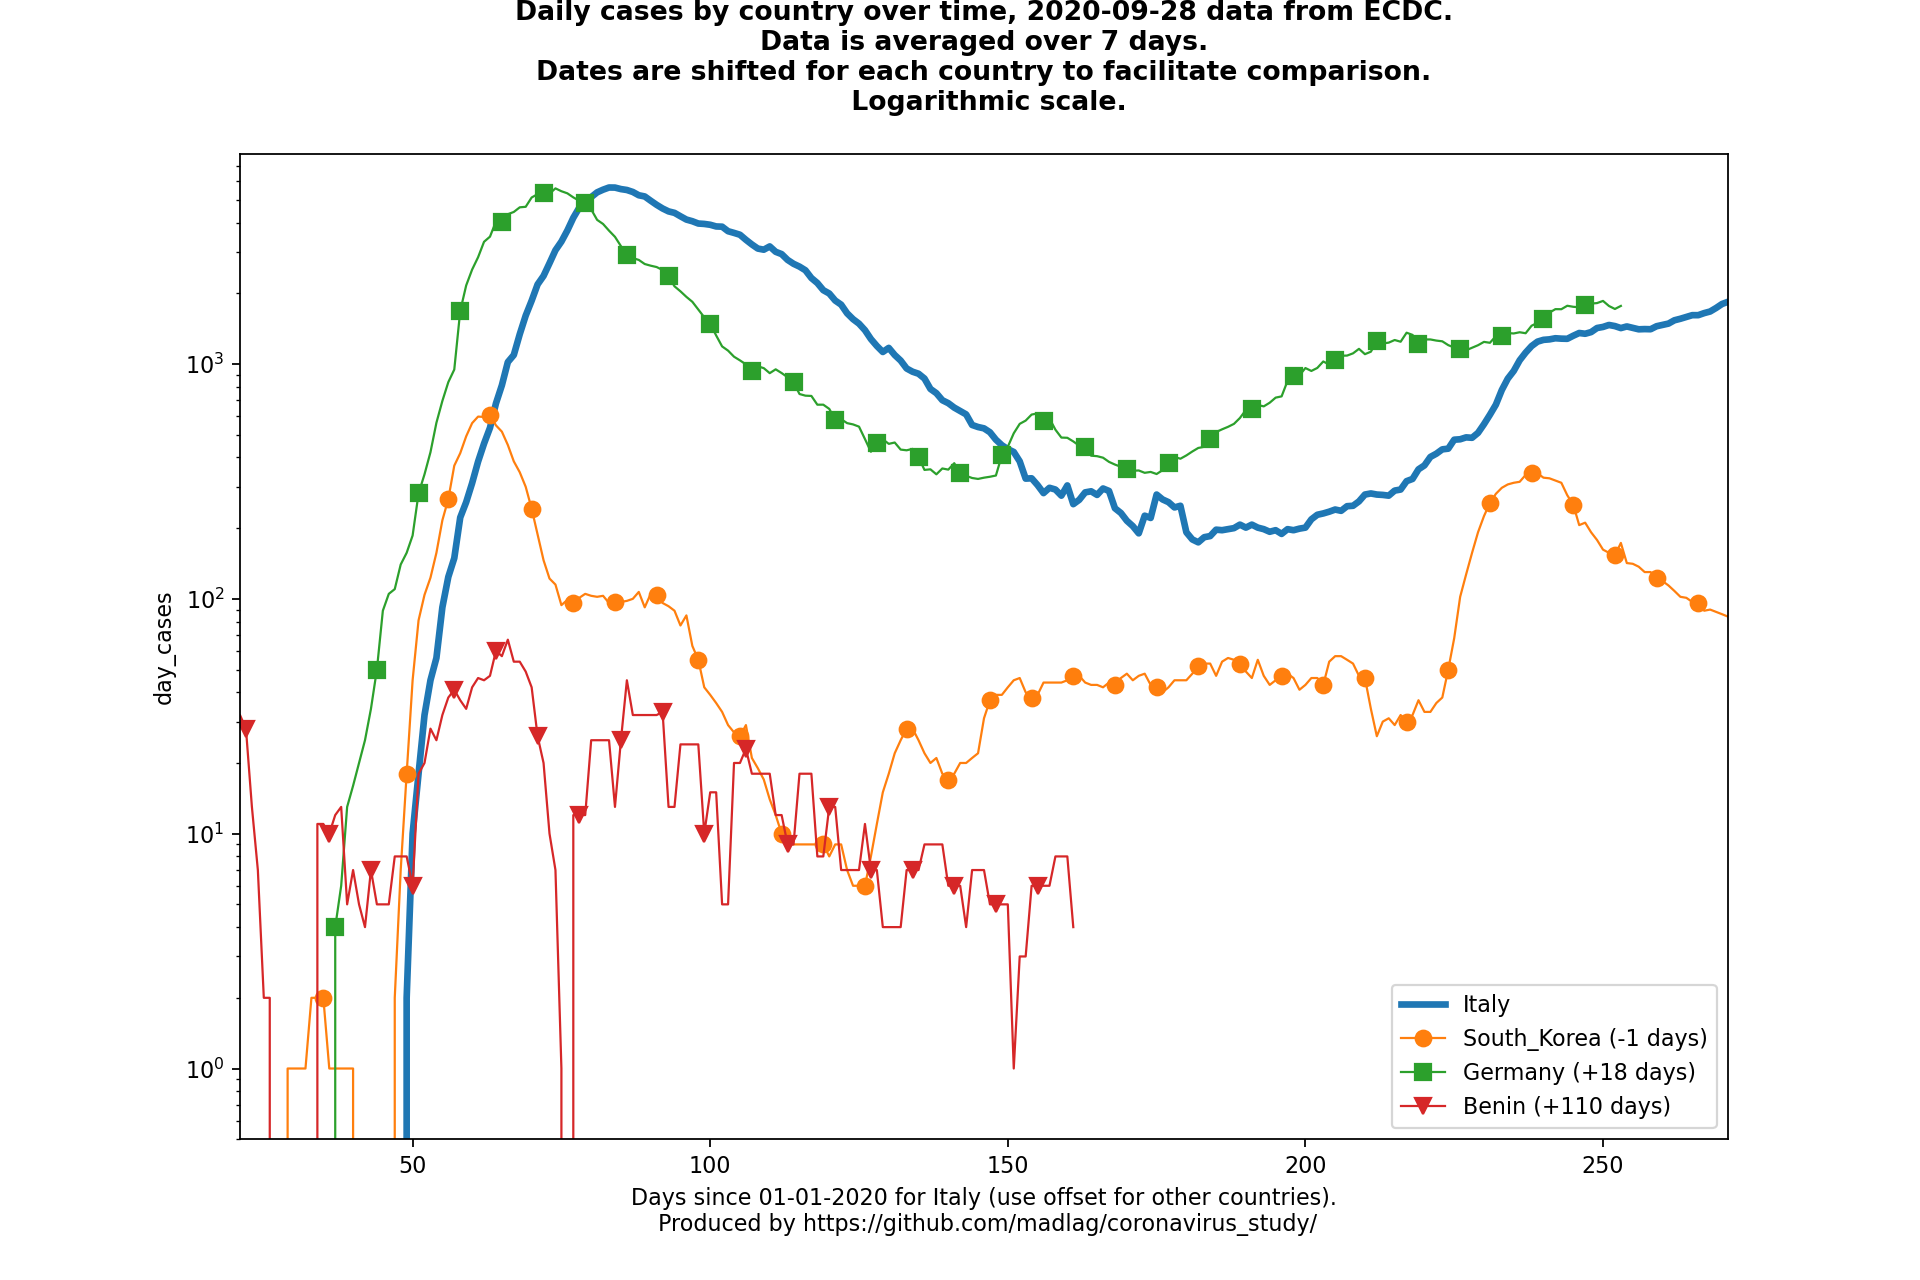 Daily cases by country over time, 2020-09-28 data from ECDC.
Data is averaged over 7 days.
Dates are shifted for each country to facilitate comparison.
Logarithmic scale.
10³
10²
10¹
10⁰
day_cases
Italy
South_Korea (-1 days)
Germany (+18 days)
Benin (+110 days)
50 100 150 200 250
Days since 01-01-2020 for Italy (use offset for other countries).
Produced by https://github.com/madlag/coronavirus_study/